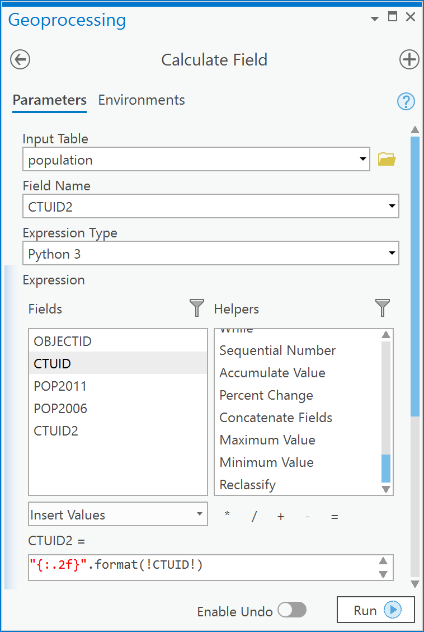 Geoprocessing
Calculate Field
Parameters Environments
Input Table
population
Field Name
CTUID2
Expression Type
Python 3
Expression
Fields Helpers
OBJECTID
CTUID
POP2011
POP2006
CTUID2
While
Sequential Number
Accumulate Value
Percent Change
Concatenate Fields
Maximum Value
Minimum Value
Reclassify
Insert Values * / + - =
CTUID2 =
"{:.2f}".format(!CTUID!)
Enable Undo Run